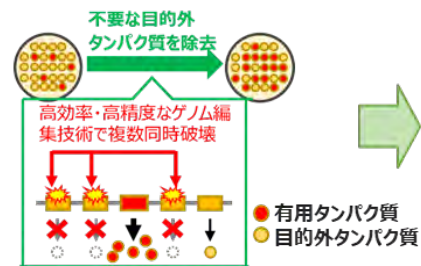 不要な目的外
タンパク質を除去
高効率・高精度なゲノム編
集技術で複数同時破壊
有用タンパク質
目的外タンパク質